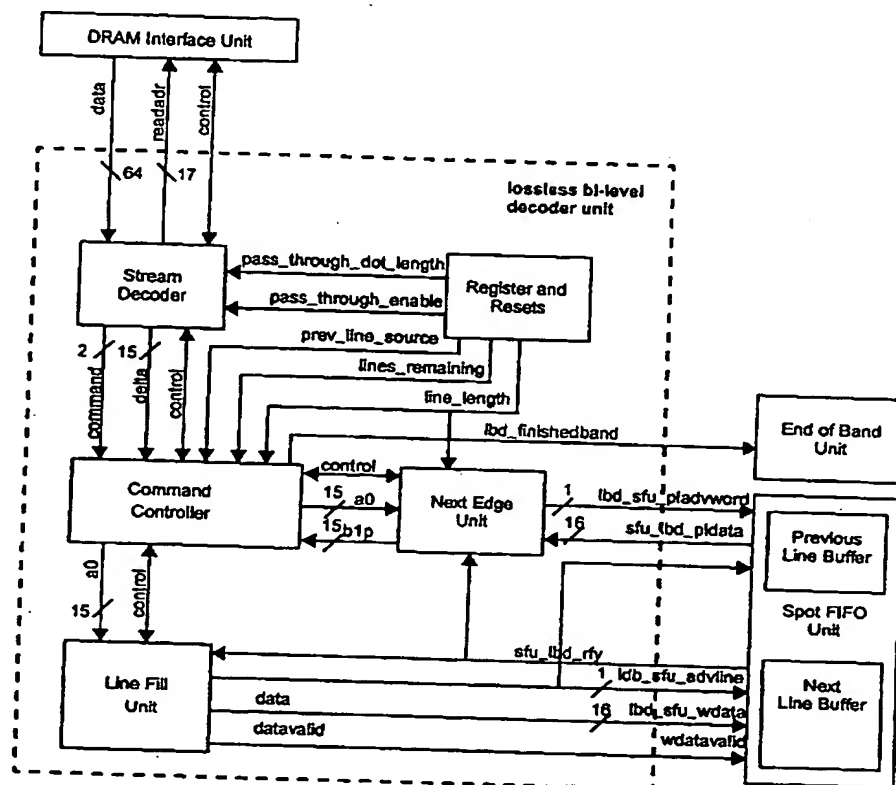 DRAM Interface Unit
data
readadr
control
64
17
lossless bi-level
decoder unit
Stream
Decoder
pass_through_dot_length
pass_through_enable
Register and
Resets
prev_line_source
lines_remaining
line_length
2
15
command
delta
control
lbd_finishedband
End of Band
Unit
Command
Controller
control
15
a0
15
b1p
Next Edge
Unit
1
lbd_sfu_pladvword
16
sfu_lbd_pldata
Previous
Line Buffer
Spot FIFO
Unit
a0
15
control
sfu_lbd_rfy
Line Fill
Unit
1
ldb_sfu_advline
data
16
lbd_sfu_wdata
datavalid
wdatavalid
Next
Line Buffer